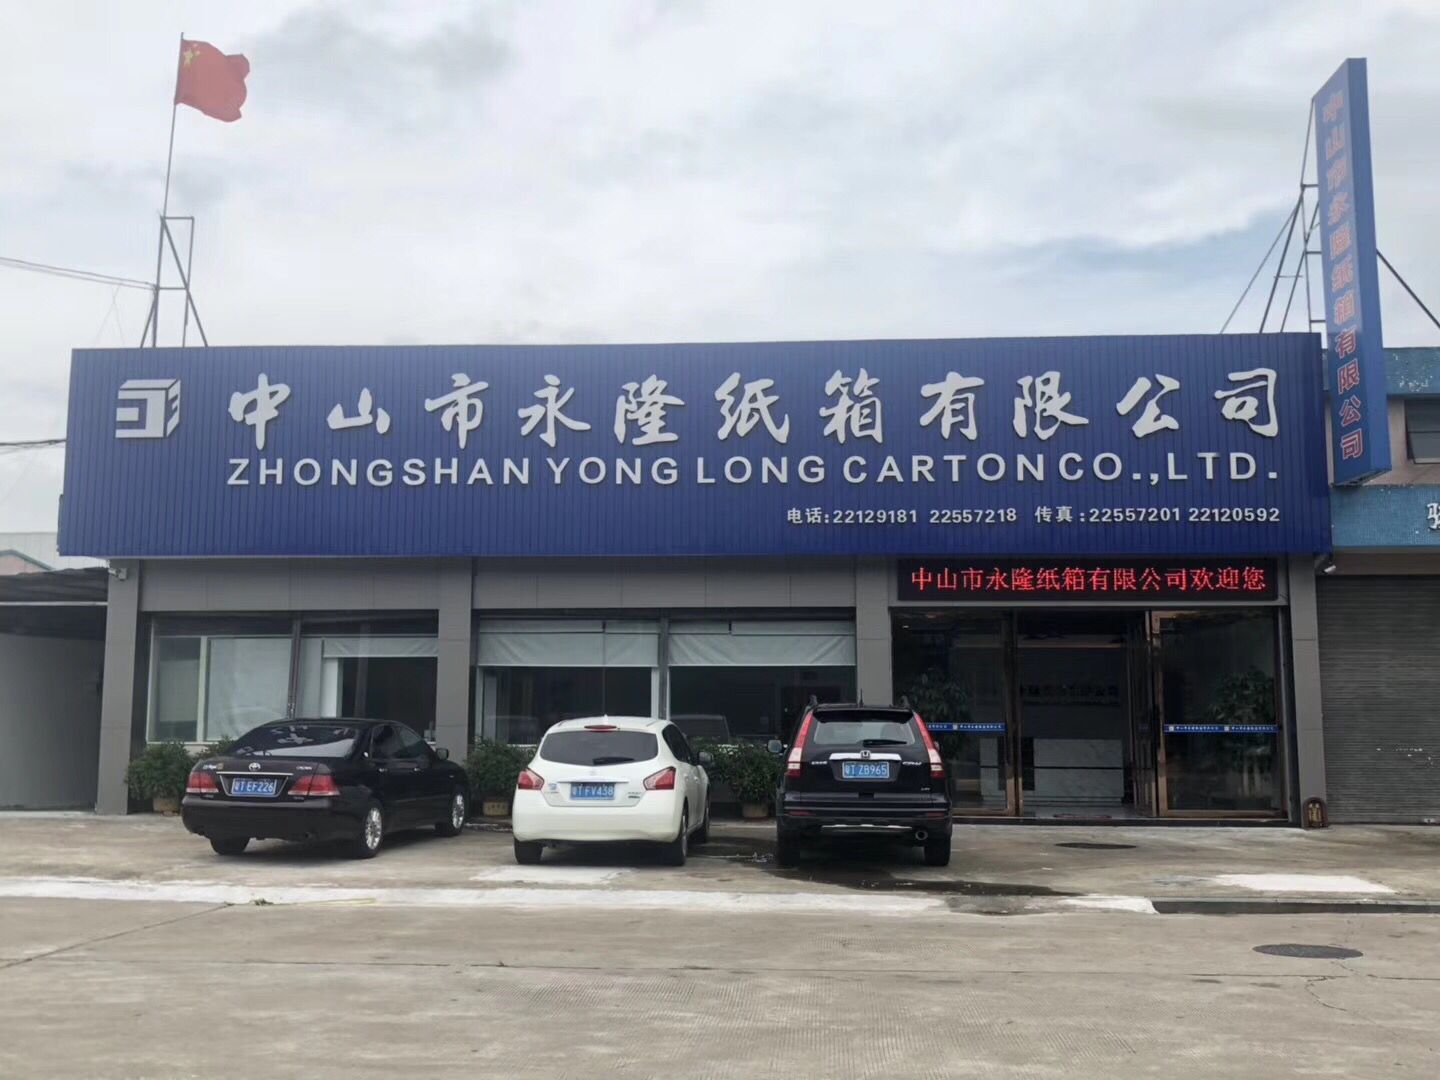 中山市永隆纸箱有限公司
中山市永隆纸箱有限公司
ZHONGSHAN YONG LONG CARTON CO.,LTD.
电话:22129181 22557218 传真:22557201 22120592
中山市永隆纸箱有限公司欢迎您
粤T EF226
粤T FV438
粤T ZB965